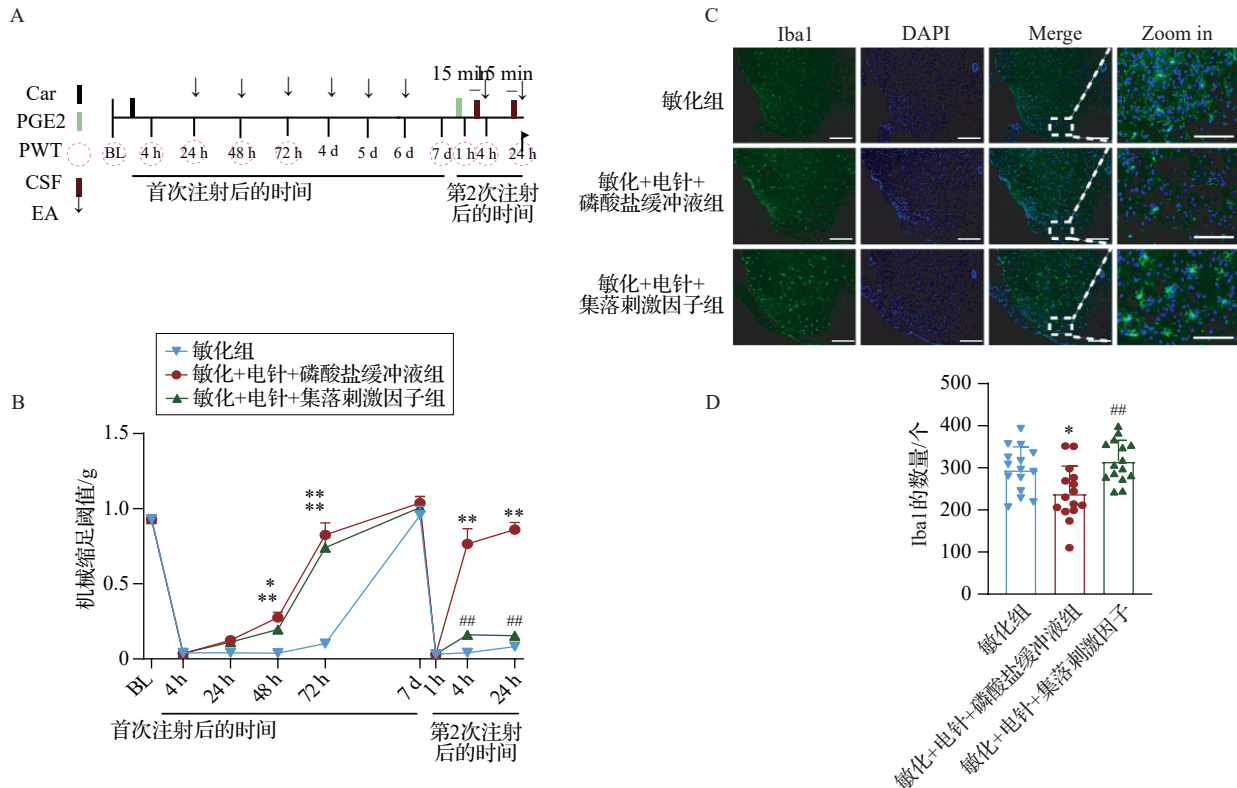 A
15 min
15 min
Car
PGE2
PWT
CSF
EA
BL
4 h
24 h
48 h
72 h
4 d
5 d
6 d
7 d
1 h
4 h
24 h
首次注射后的时间
第2次注射
后的时间
C
Iba1
DAPI
Merge
Zoom in
敏化组
敏化+电针+
磷酸盐缓冲液组
敏化+电针+
集落刺激因子组
敏化组
敏化+电针+磷酸盐缓冲液组
敏化+电针+集落刺激因子组
B
机械缩足阈值/g
1.5
1.0
0.5
0
*
**
**
**
**
**
##
##
BL
4 h
24 h
48 h
72 h
7 d
1 h
4 h
24 h
首次注射后的时间
第2次注射
后的时间
D
Iba1的数量/个
500
400
300
200
100
0
*
##
敏化组
敏化+电针+磷酸盐缓冲液组
敏化+电针+集落刺激因子